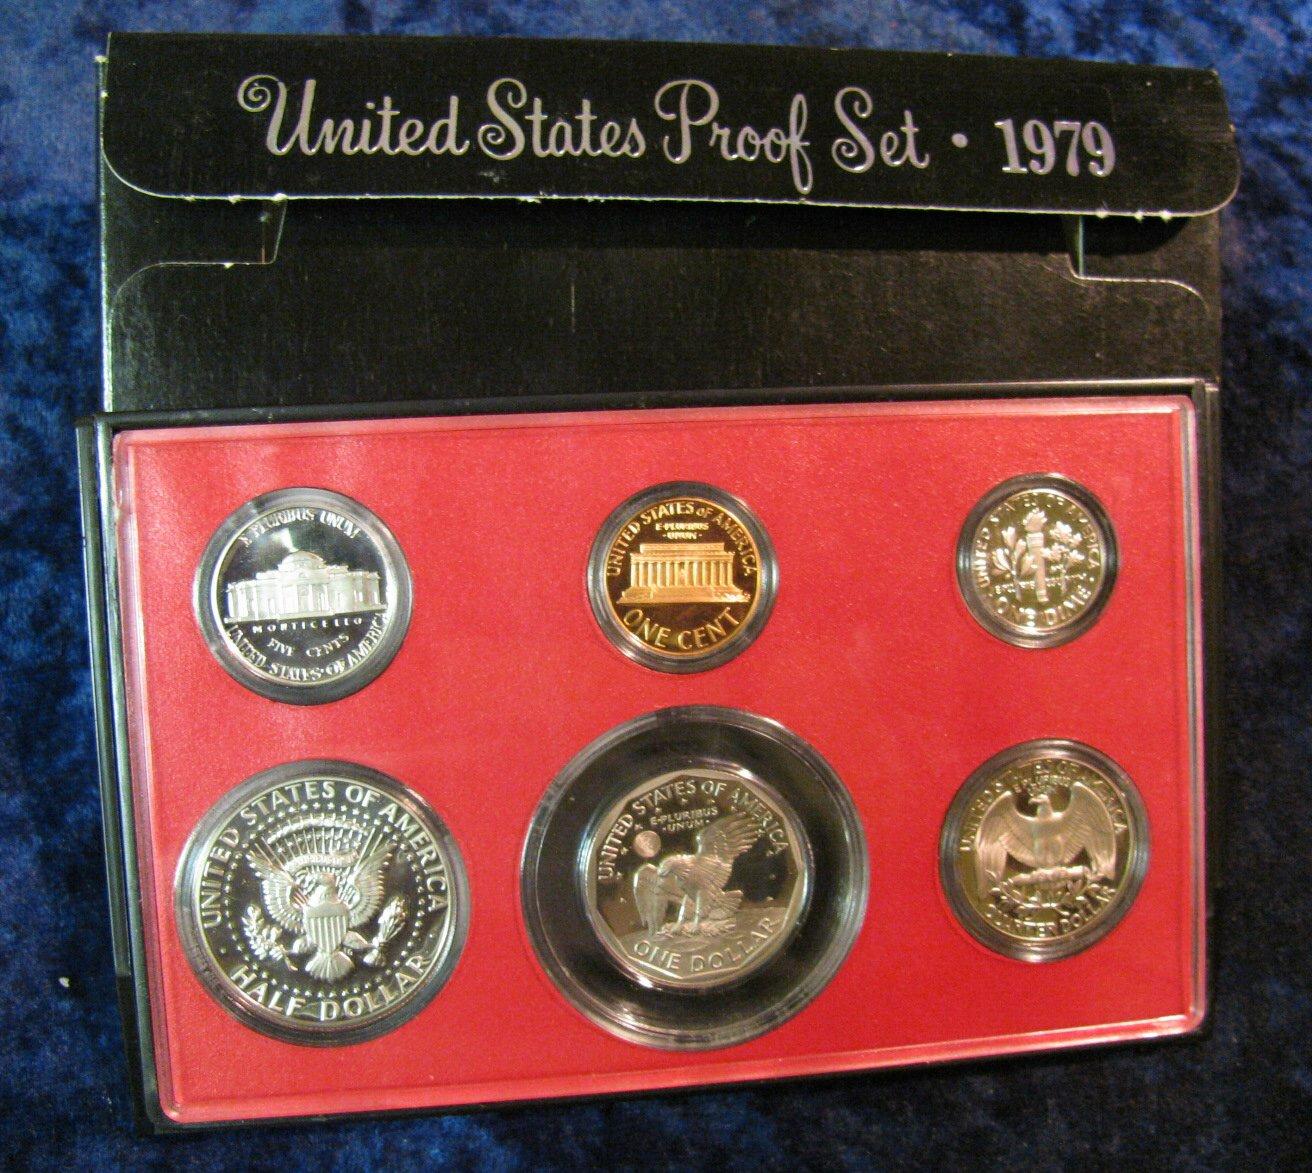 United States Proof Set · 1979
E PLURIBUS UNUM
MONTICELLO
FIVE CENTS
UNITED STATES OF AMERICA
UNITED STATES of AMERICA
E·PLURIBUS
·UNUM·
ONE CENT
UNITED STATES OF AMERICA
ONE DIME
UNITED STATES OF AMERICA
HALF DOLLAR
UNITED STATES OF AMERICA
E·PLURIBUS
·UNUM·
ONE DOLLAR
UNITED STATES OF AMERICA
E PLURIBUS
UNUM
QUARTER DOLLAR